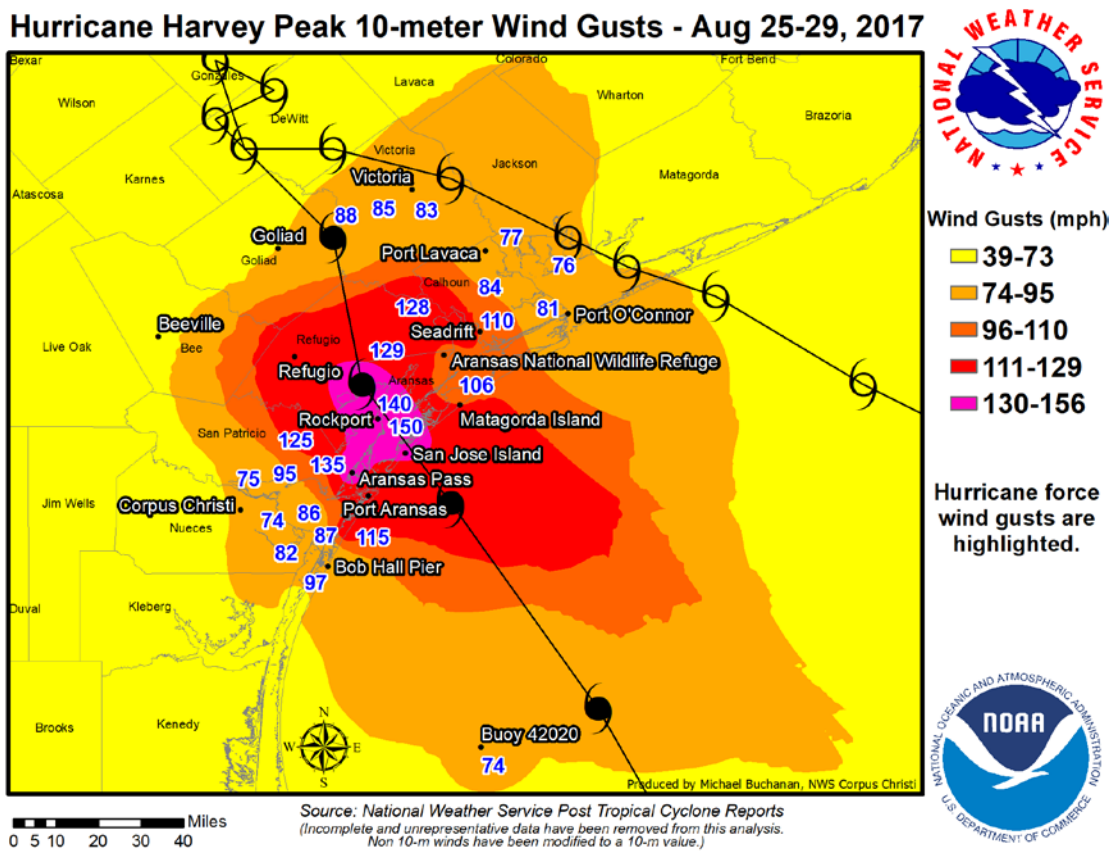 Hurricane Harvey Peak 10-meter Wind Gusts - Aug 25-29, 2017
Bexar
Gonzales
Lavaca
Colorado
Fort Bend
Wilson
DeWitt
Wharton
Brazoria
Victoria
Jackson
Karnes
Victoria
Matagorda
Atascosa
88
85
83
Goliad
77
Goliad
Port Lavaca
76
Calhoun
84
128
81
Port O'Connor
110
Beeville
Seadrift
Live Oak
Bee
Refugio
129
Aransas National Wildlife Refuge
Refugio
Aransas
106
140
Rockport
150
Matagorda Island
San Patricio
125
San Jose Island
75
95
135
Aransas Pass
Jim Wells
Corpus Christi
Port Aransas
Nueces
74
86
87
115
82
Bob Hall Pier
97
Duval
Kleberg
Brooks
Kenedy
N
W
E
S
Buoy 42020
74
Produced by Michael Buchanan, NWS Corpus Christi
NATIONAL WEATHER SERVICE
Wind Gusts (mph)
39-73
74-95
96-110
111-129
130-156
Hurricane force
wind gusts are
highlighted.
NATIONAL OCEANIC AND ATMOSPHERIC ADMINISTRATION
NOAA
U.S. DEPARTMENT OF COMMERCE
Miles
0 5 10 20 30 40
Source: National Weather Service Post Tropical Cyclone Reports
(Incomplete and unrepresentative data have been removed from this analysis.
Non 10-m winds have been modified to a 10-m value.)